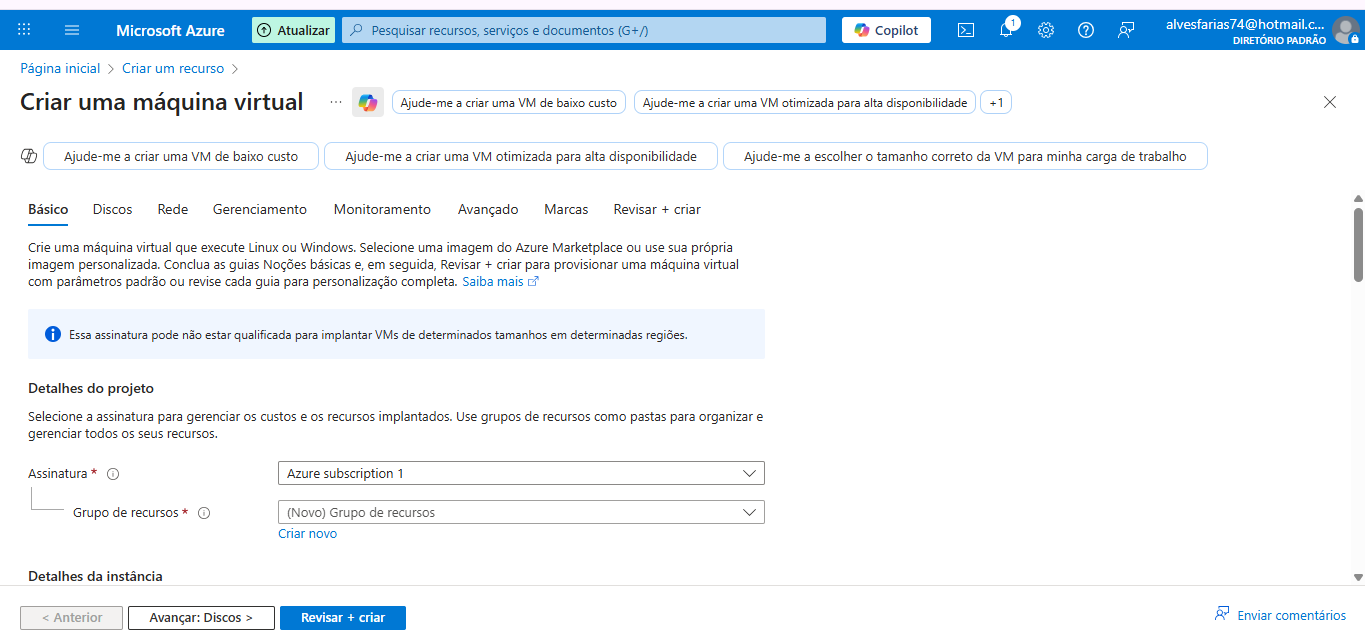 Microsoft Azure
Atualizar
Pesquisar recursos, serviços e documentos (G+/)
Copilot
1
alvesfarias74@hotmail.c...
DIRETÓRIO PADRÃO
Página inicial > Criar um recurso >
Criar uma máquina virtual
...
Ajude-me a criar uma VM de baixo custo
Ajude-me a criar uma VM otimizada para alta disponibilidade
+1
Ajude-me a criar uma VM de baixo custo
Ajude-me a criar uma VM otimizada para alta disponibilidade
Ajude-me a escolher o tamanho correto da VM para minha carga de trabalho
Básico
Discos
Rede
Gerenciamento
Monitoramento
Avançado
Marcas
Revisar + criar
Crie uma máquina virtual que execute Linux ou Windows. Selecione uma imagem do Azure Marketplace ou use sua própria
imagem personalizada. Conclua as guias Noções básicas e, em seguida, Revisar + criar para provisionar uma máquina virtual
com parâmetros padrão ou revise cada guia para personalização completa. Saiba mais
Essa assinatura pode não estar qualificada para implantar VMs de determinados tamanhos em determinadas regiões.
Detalhes do projeto
Selecione a assinatura para gerenciar os custos e os recursos implantados. Use grupos de recursos como pastas para organizar e
gerenciar todos os seus recursos.
Assinatura *
Azure subscription 1
Grupo de recursos *
(Novo) Grupo de recursos
Criar novo
Detalhes da instância
< Anterior
Avançar: Discos >
Revisar + criar
Enviar comentários